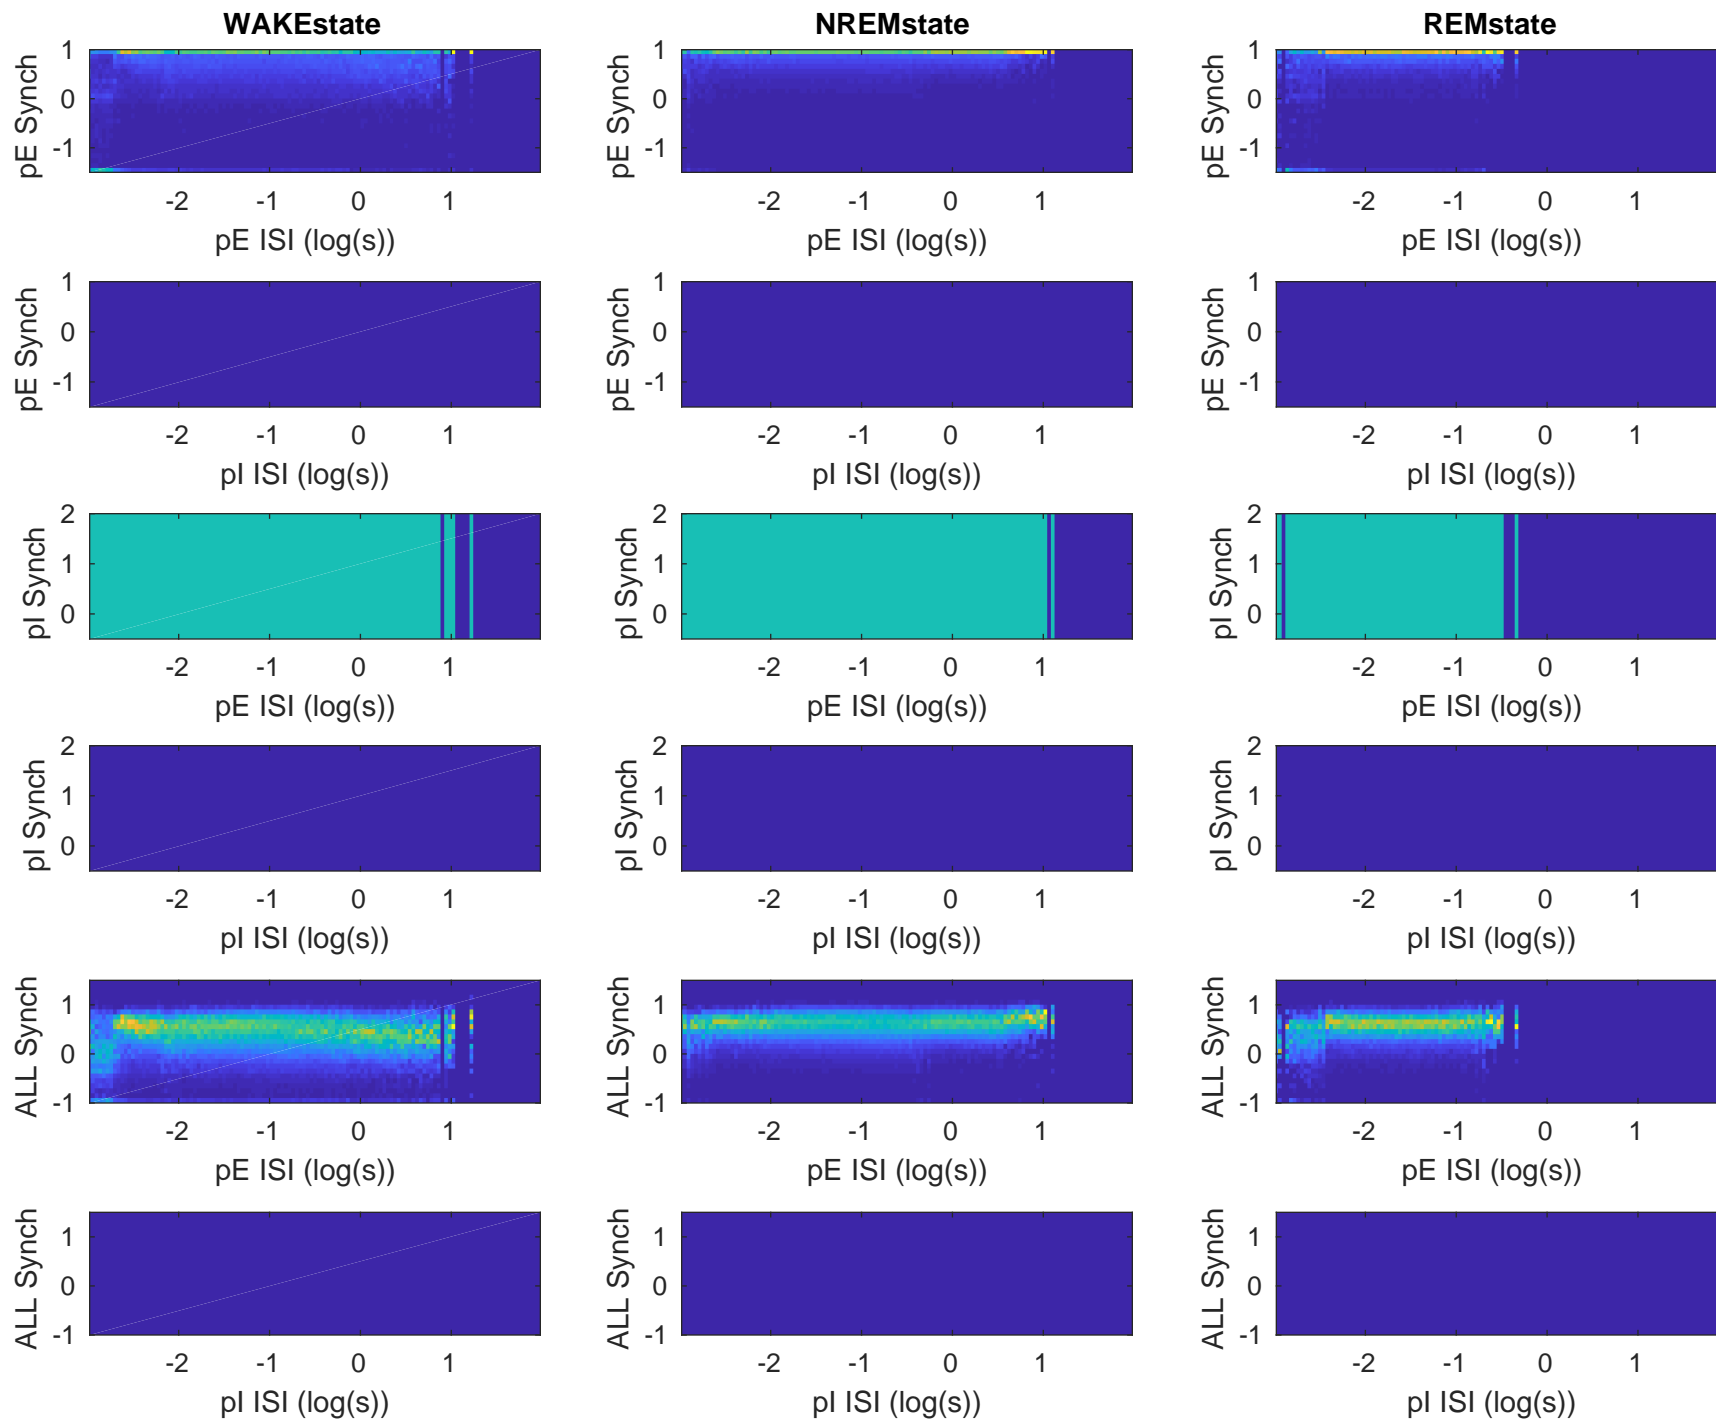 WAKEstate NREMstate REMstate
pE Synch 1 0 -1 pE Synch 1 0 -1 pE Synch 1 0 -1
-2 -1 0 1 -2 -1 0 1 -2 -1 0 1
pE ISI (log(s)) pE ISI (log(s)) pE ISI (log(s))
pE Synch 1 0 -1 pE Synch 1 0 -1 pE Synch 1 0 -1
-2 -1 0 1 -2 -1 0 1 -2 -1 0 1
pI ISI (log(s)) pI ISI (log(s)) pI ISI (log(s))
pI Synch 2 1 0 pI Synch 2 1 0 pI Synch 2 1 0
-2 -1 0 1 -2 -1 0 1 -2 -1 0 1
pE ISI (log(s)) pE ISI (log(s)) pE ISI (log(s))
pI Synch 2 1 0 pI Synch 2 1 0 pI Synch 2 1 0
-2 -1 0 1 -2 -1 0 1 -2 -1 0 1
pI ISI (log(s)) pI ISI (log(s)) pI ISI (log(s))
ALL Synch 1 0 -1 ALL Synch 1 0 -1 ALL Synch 1 0 -1
-2 -1 0 1 -2 -1 0 1 -2 -1 0 1
pE ISI (log(s)) pE ISI (log(s)) pE ISI (log(s))
ALL Synch 1 0 -1 ALL Synch 1 0 -1 ALL Synch 1 0 -1
-2 -1 0 1 -2 -1 0 1 -2 -1 0 1
pI ISI (log(s)) pI ISI (log(s)) pI ISI (log(s))